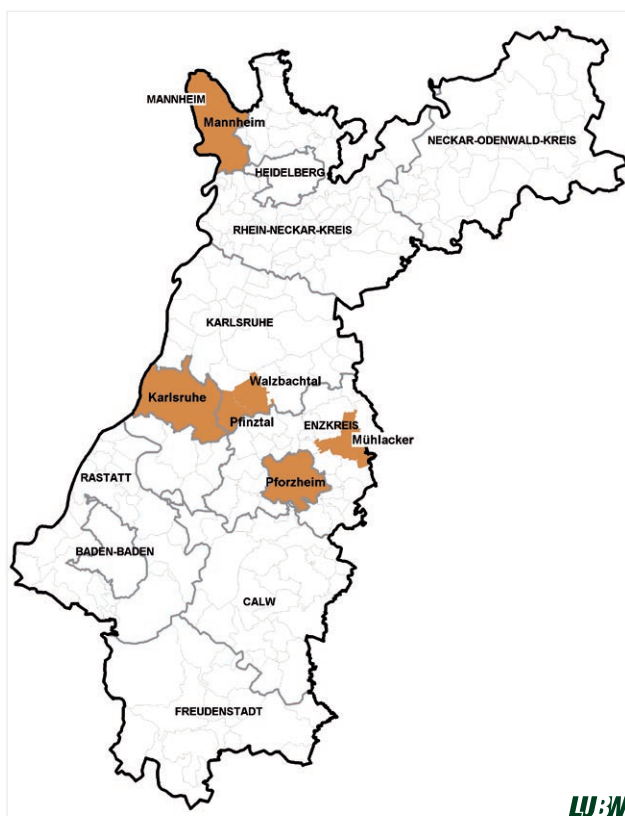 MANNHEIM
Mannheim
NECKAR-ODENWALD-KREIS
HEIDELBERG
RHEIN-NECKAR-KREIS
KARLSRUHE
Walzbachtal
Karlsruhe
Pfinztal
ENZKREIS
Mühlacker
RASTATT
Pforzheim
BADEN-BADEN
CALW
FREUDENSTADT
LUBW